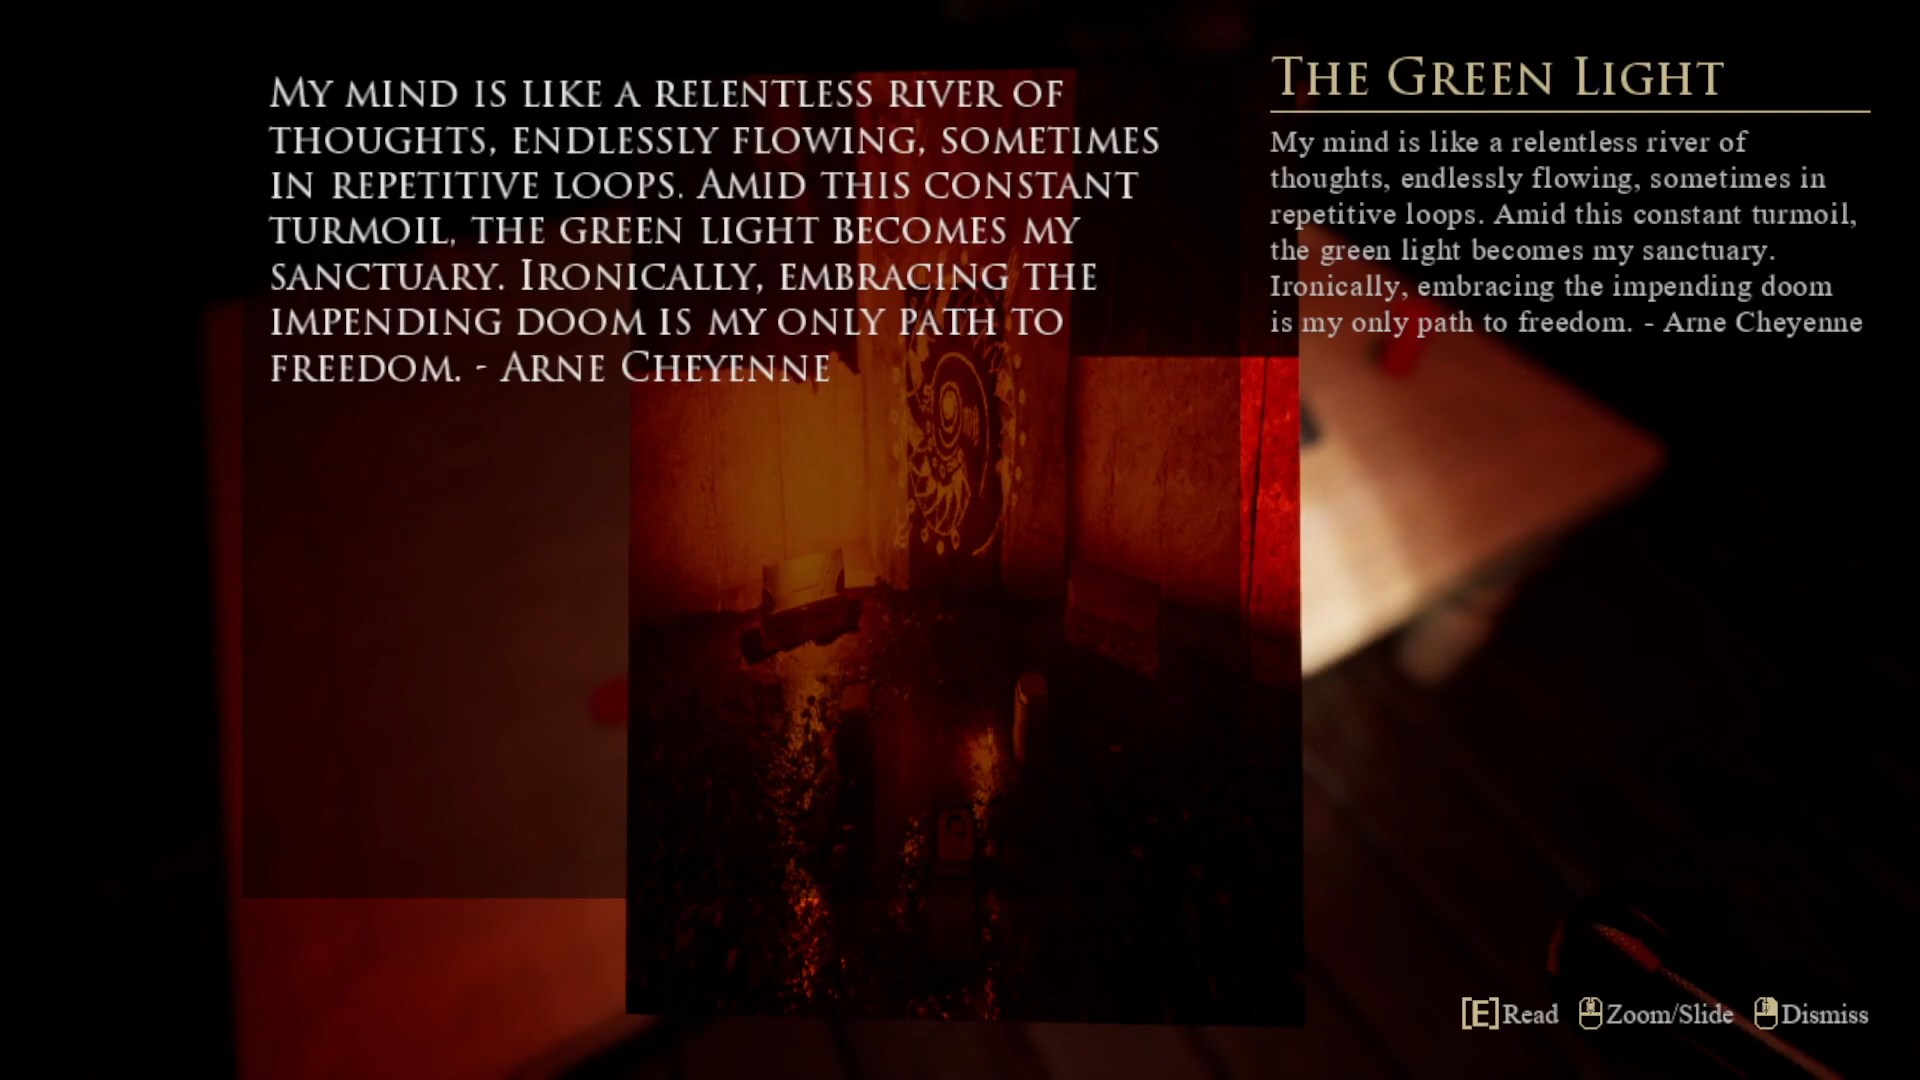 My mind is like a relentless river of
thoughts, endlessly flowing, sometimes
in repetitive loops. Amid this constant
turmoil, the green light becomes my
sanctuary. Ironically, embracing the
impending doom is my only path to
freedom. - Arne Cheyenne
The Green Light
My mind is like a relentless river of
thoughts, endlessly flowing, sometimes in
repetitive loops. Amid this constant turmoil,
the green light becomes my sanctuary.
Ironically, embracing the impending doom
is my only path to freedom. - Arne Cheyenne
[E]Read Zoom/Slide Dismiss